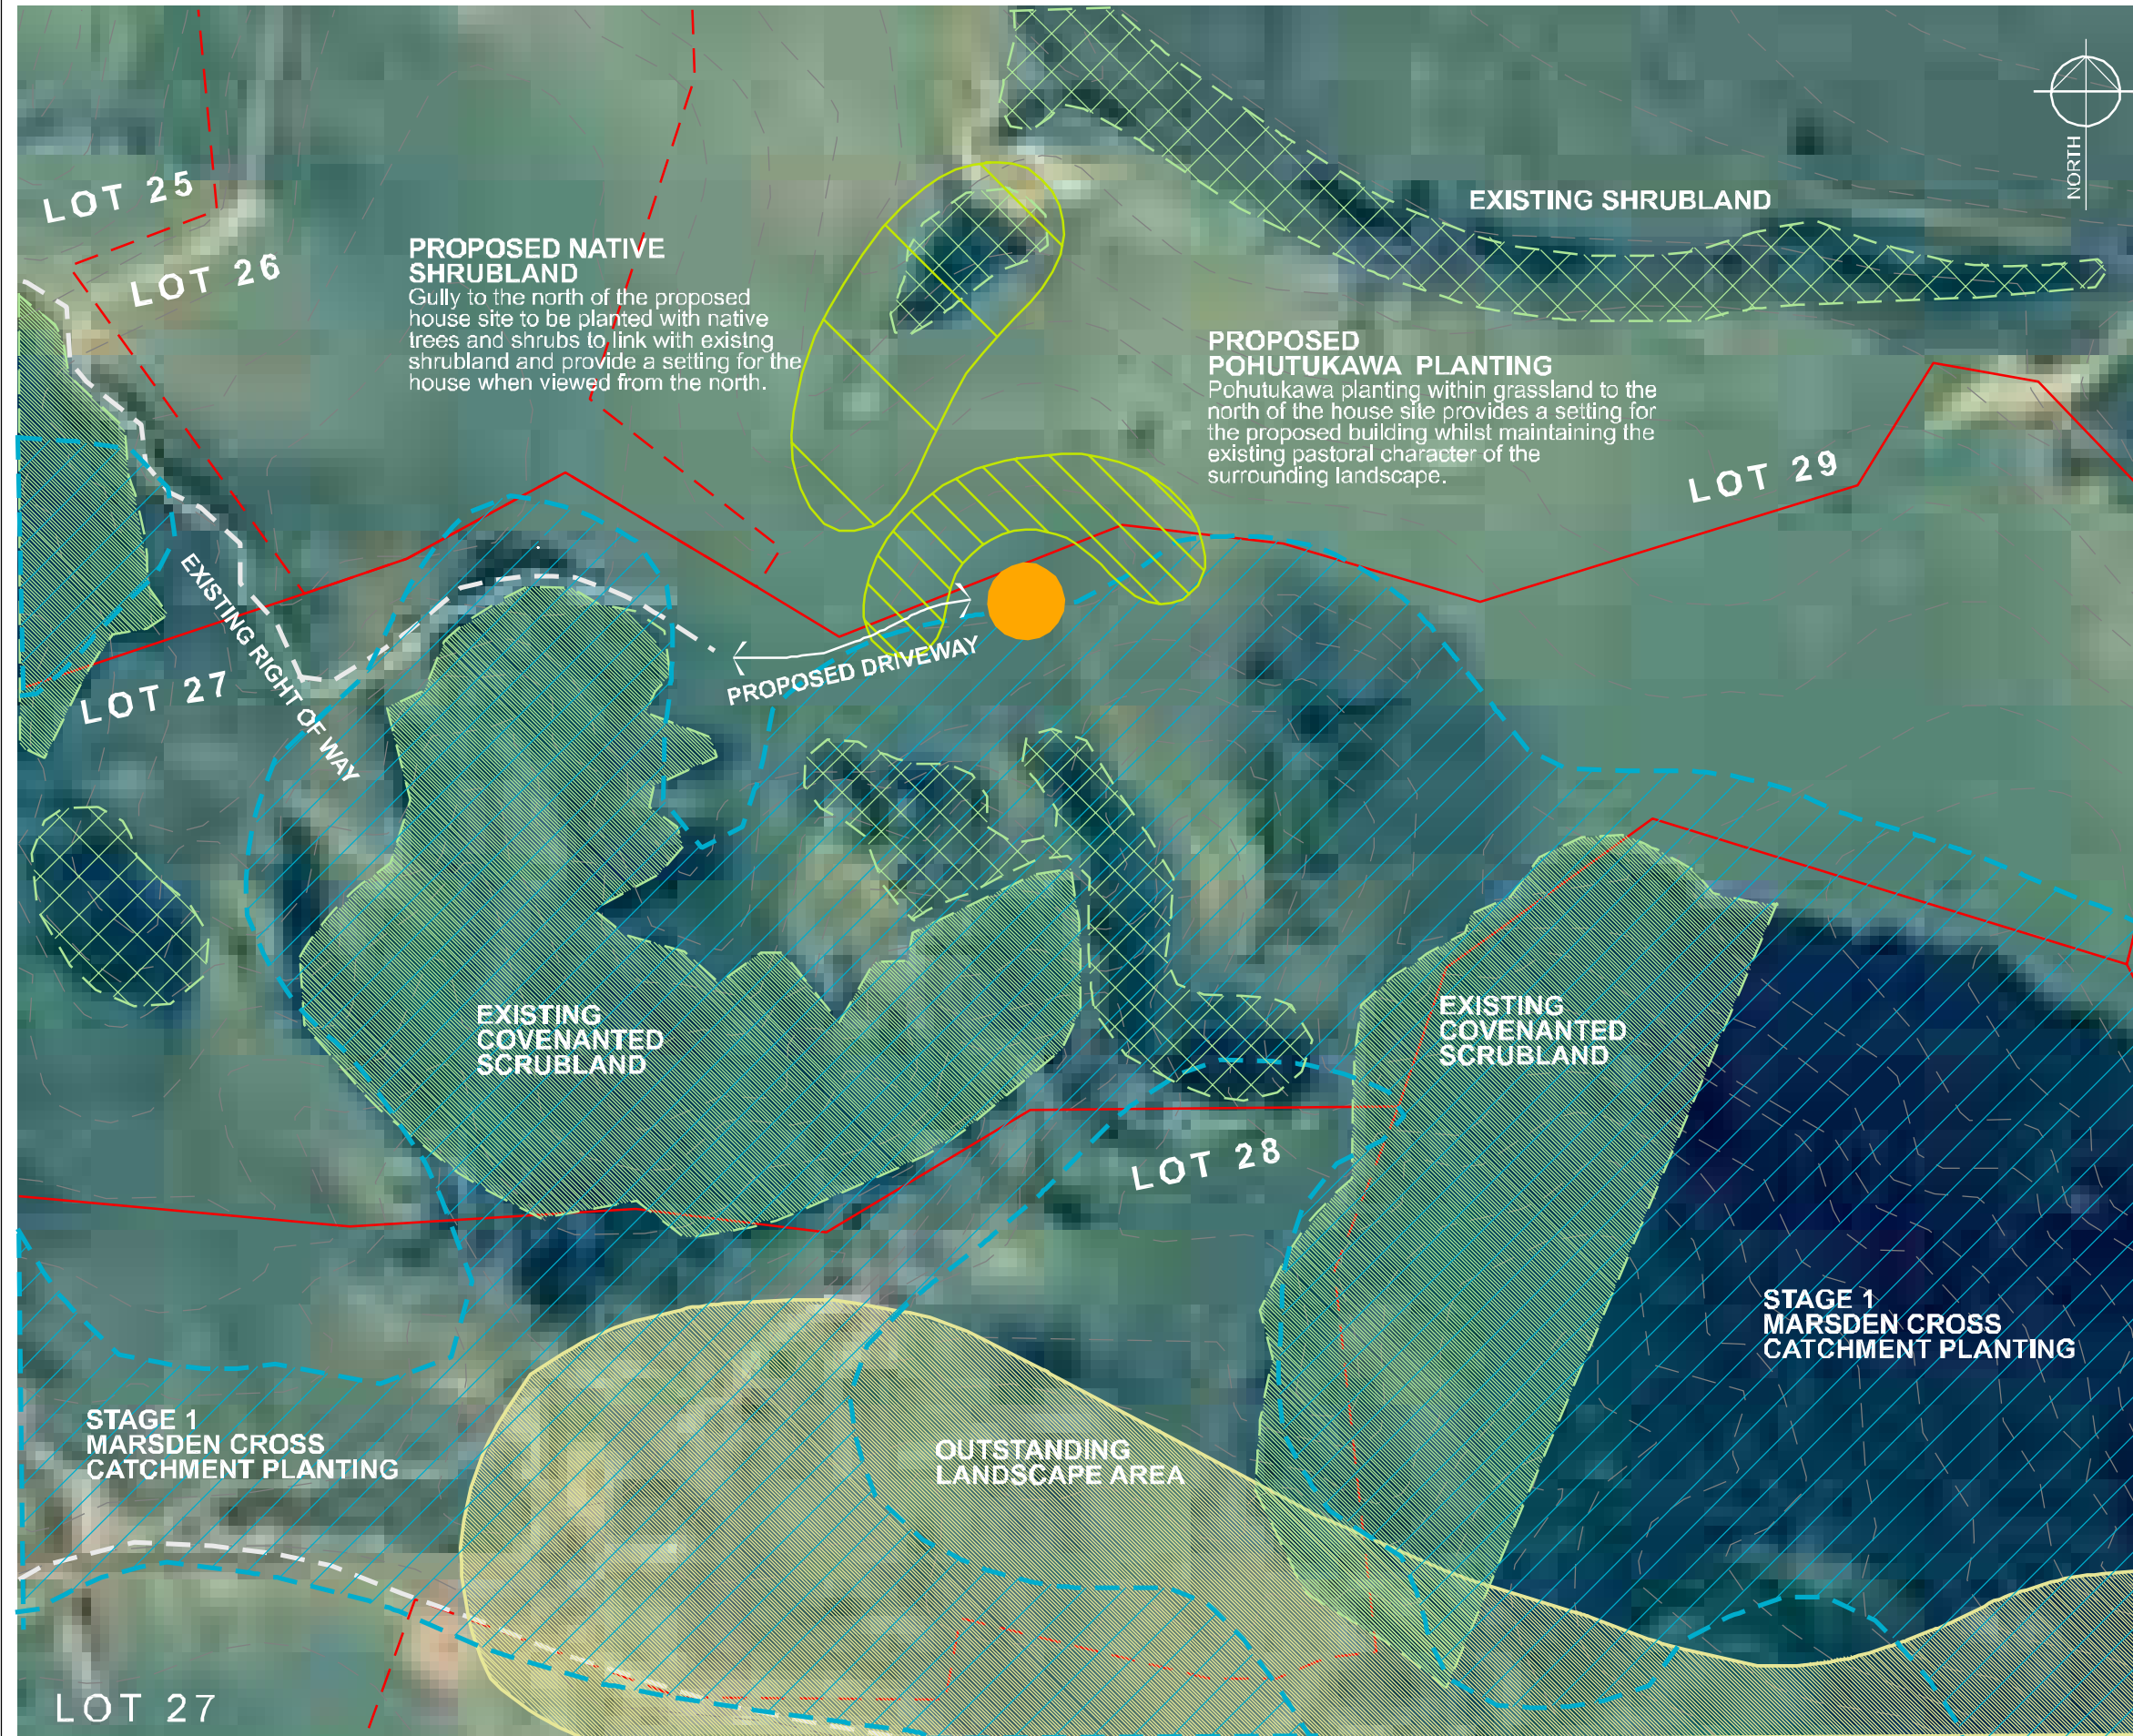 NORTH
LOT 25
EXISTING SHRUBLAND
LOT 26
PROPOSED NATIVE
SHRUBLAND
Gully to the north of the proposed
house site to be planted with native
trees and shrubs to link with existng
shrubland and provide a setting for the
house when viewed from the north.
PROPOSED
POHUTUKAWA PLANTING
Pohutukawa planting within grassland to the
north of the house site provides a setting for
the proposed building whilst maintaining the
existing pastoral character of the
surrounding landscape.
LOT 29
EXISTING RIGHT OF WAY
PROPOSED DRIVEWAY
LOT 27
EXISTING
COVENANTED
SCRUBLAND
EXISTING
COVENANTED
SCRUBLAND
LOT 28
STAGE 1
MARSDEN CROSS
CATCHMENT PLANTING
STAGE 1
MARSDEN CROSS
CATCHMENT PLANTING
OUTSTANDING
LANDSCAPE AREA
LOT 27